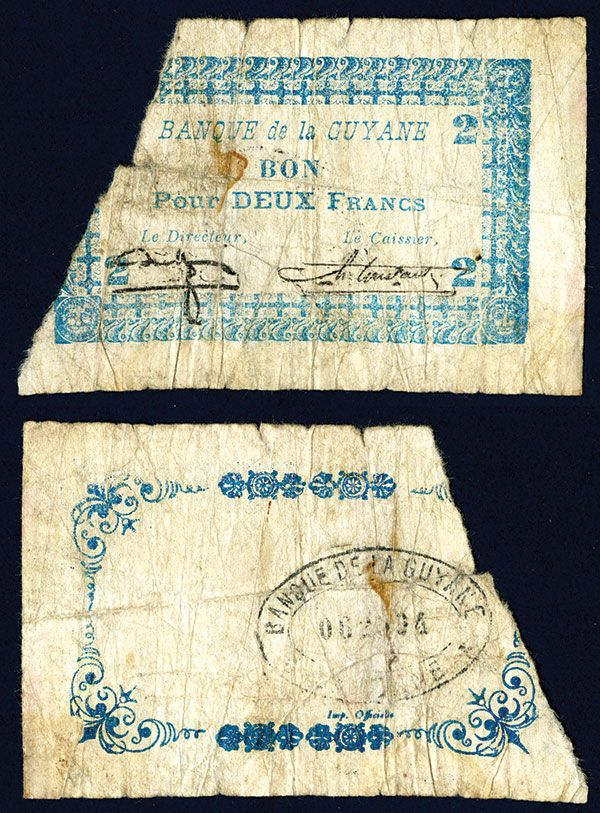 BANQUE de la GUYANE 2
BON
POUR DEUX FRANCS
Le Directeur, Le Caissier,
2 2
BANQUE DE LA GUYANE
Imp. Officielle